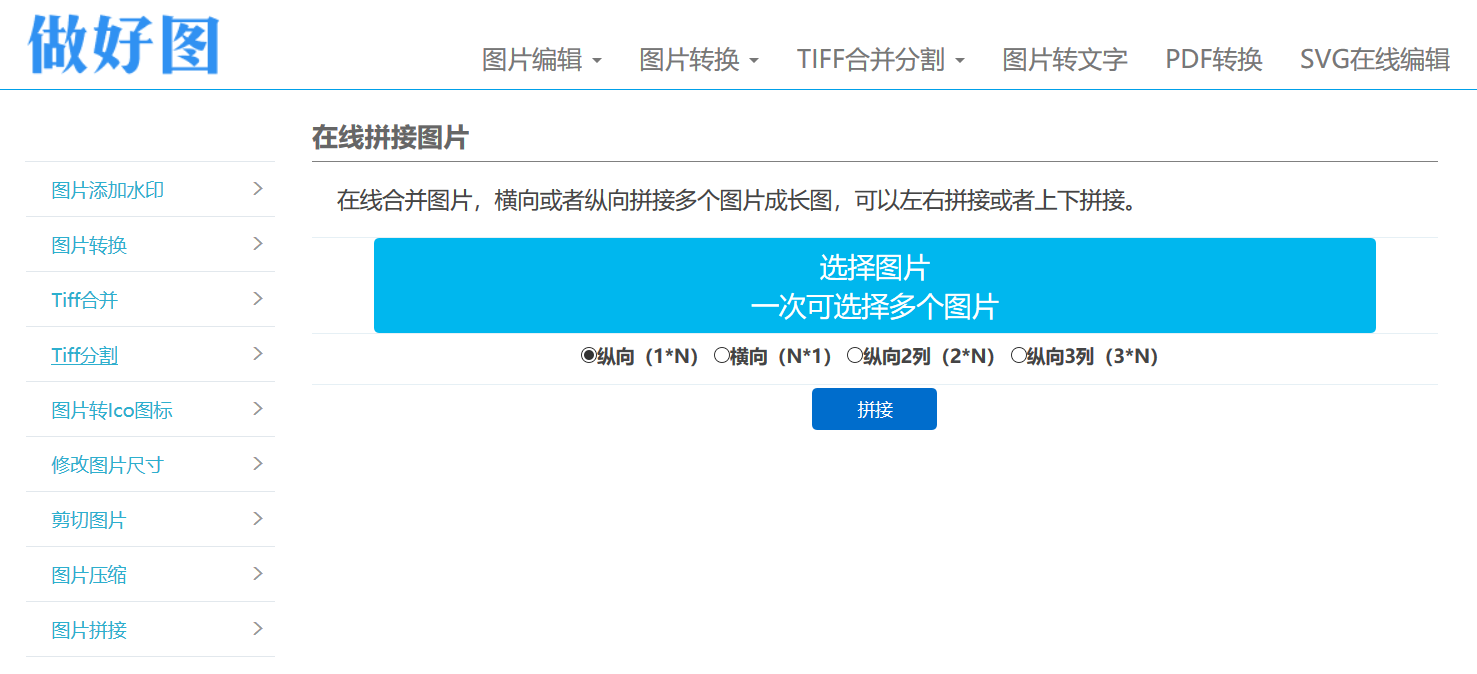 做好图
图片编辑
图片转换
TIFF合并分割
图片转文字
PDF转换
SVG在线编辑
图片添加水印
图片转换
Tiff合并
Tiff分割
图片转Ico图标
修改图片尺寸
剪切图片
图片压缩
图片拼接
在线拼接图片
在线合并图片，横向或者纵向拼接多个图片成长图，可以左右拼接或者上下拼接。
选择图片
一次可选择多个图片
纵向（1*N） 横向（N*1） 纵向2列（2*N） 纵向3列（3*N）
拼接